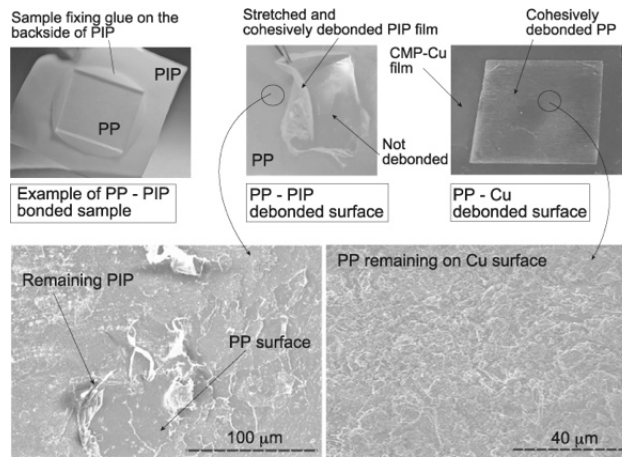 Sample fixing glue on the
backside of PIP
PIP
PP
Example of PP - PIP
bonded sample
Stretched and
cohesively debonded PIP film
PP
Not
debonded
PP - PIP
debonded surface
Cohesively
debonded PP
CMP-Cu
film
PP - Cu
debonded surface
Remaining PIP
PP surface
100 μm
PP remaining on Cu surface
40 μm